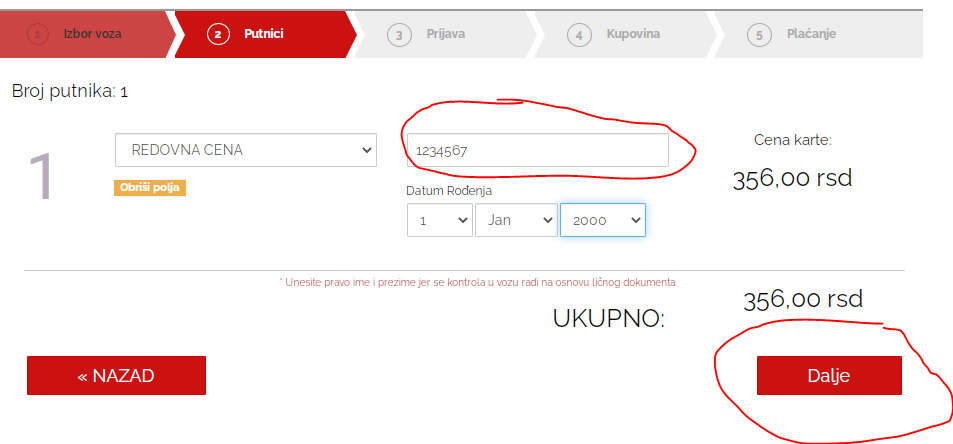 1 Izbor voza 2 Putnici 3 Prijava 4 Kupovina 5 Plaćanje
Broj putnika: 1
1 REDOVNA CENA 1234567 Cena karte:
356,00 rsd
Obriši polja
Datum Rođenja
1 Jan 2000
* Unesite pravo ime i prezime jer se kontrola u vozu radi na osnovu ličnog dokumenta
356,00 rsd
UKUPNO:
« NAZAD Dalje